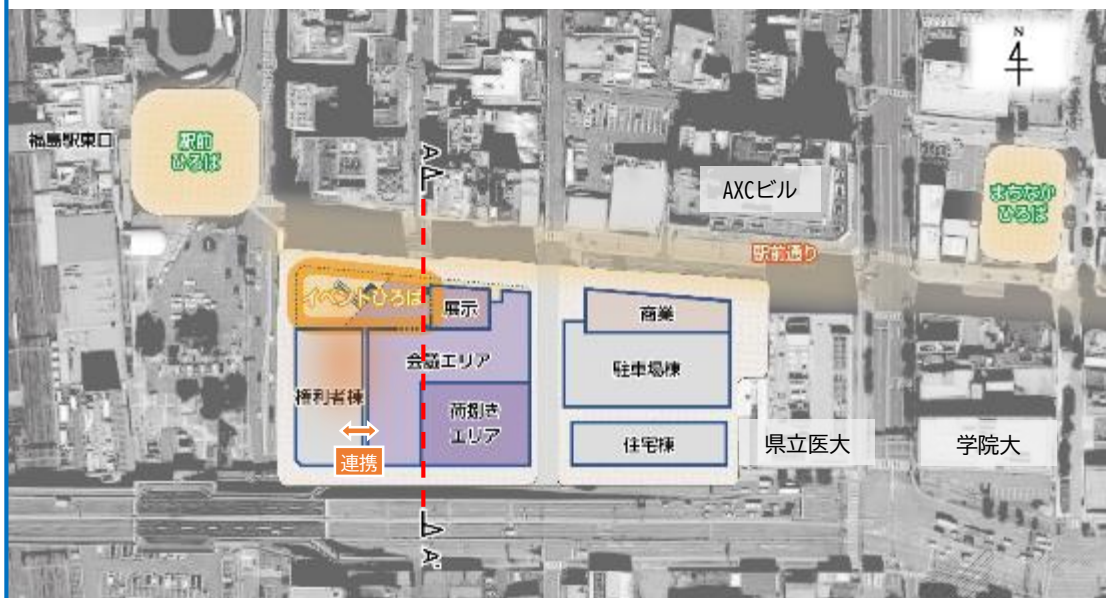 N
福島駅東口
駅前
ひろば
A
AXCビル
まちなか
ひろば
駅前通り
イベントひろば
展示
商業
会議エリア
駐車場棟
権利者棟
荷捌き
エリア
住宅棟
県立医大
学院大
連携
A'